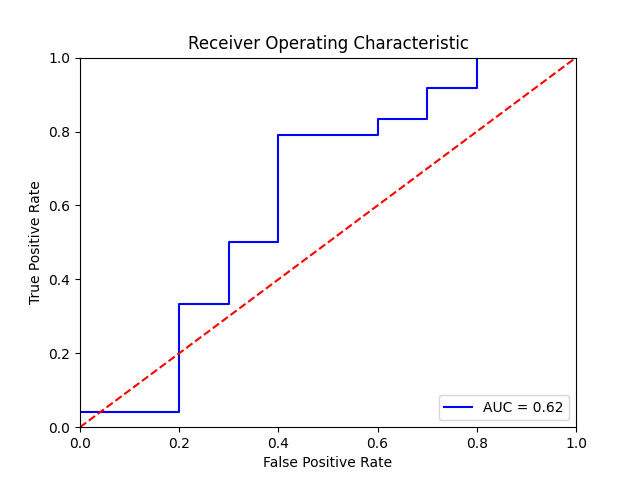 Receiver Operating Characteristic
True Positive Rate
1.0
0.8
0.6
0.4
0.2
0.0
AUC = 0.62
0.0 0.2 0.4 0.6 0.8 1.0
False Positive Rate